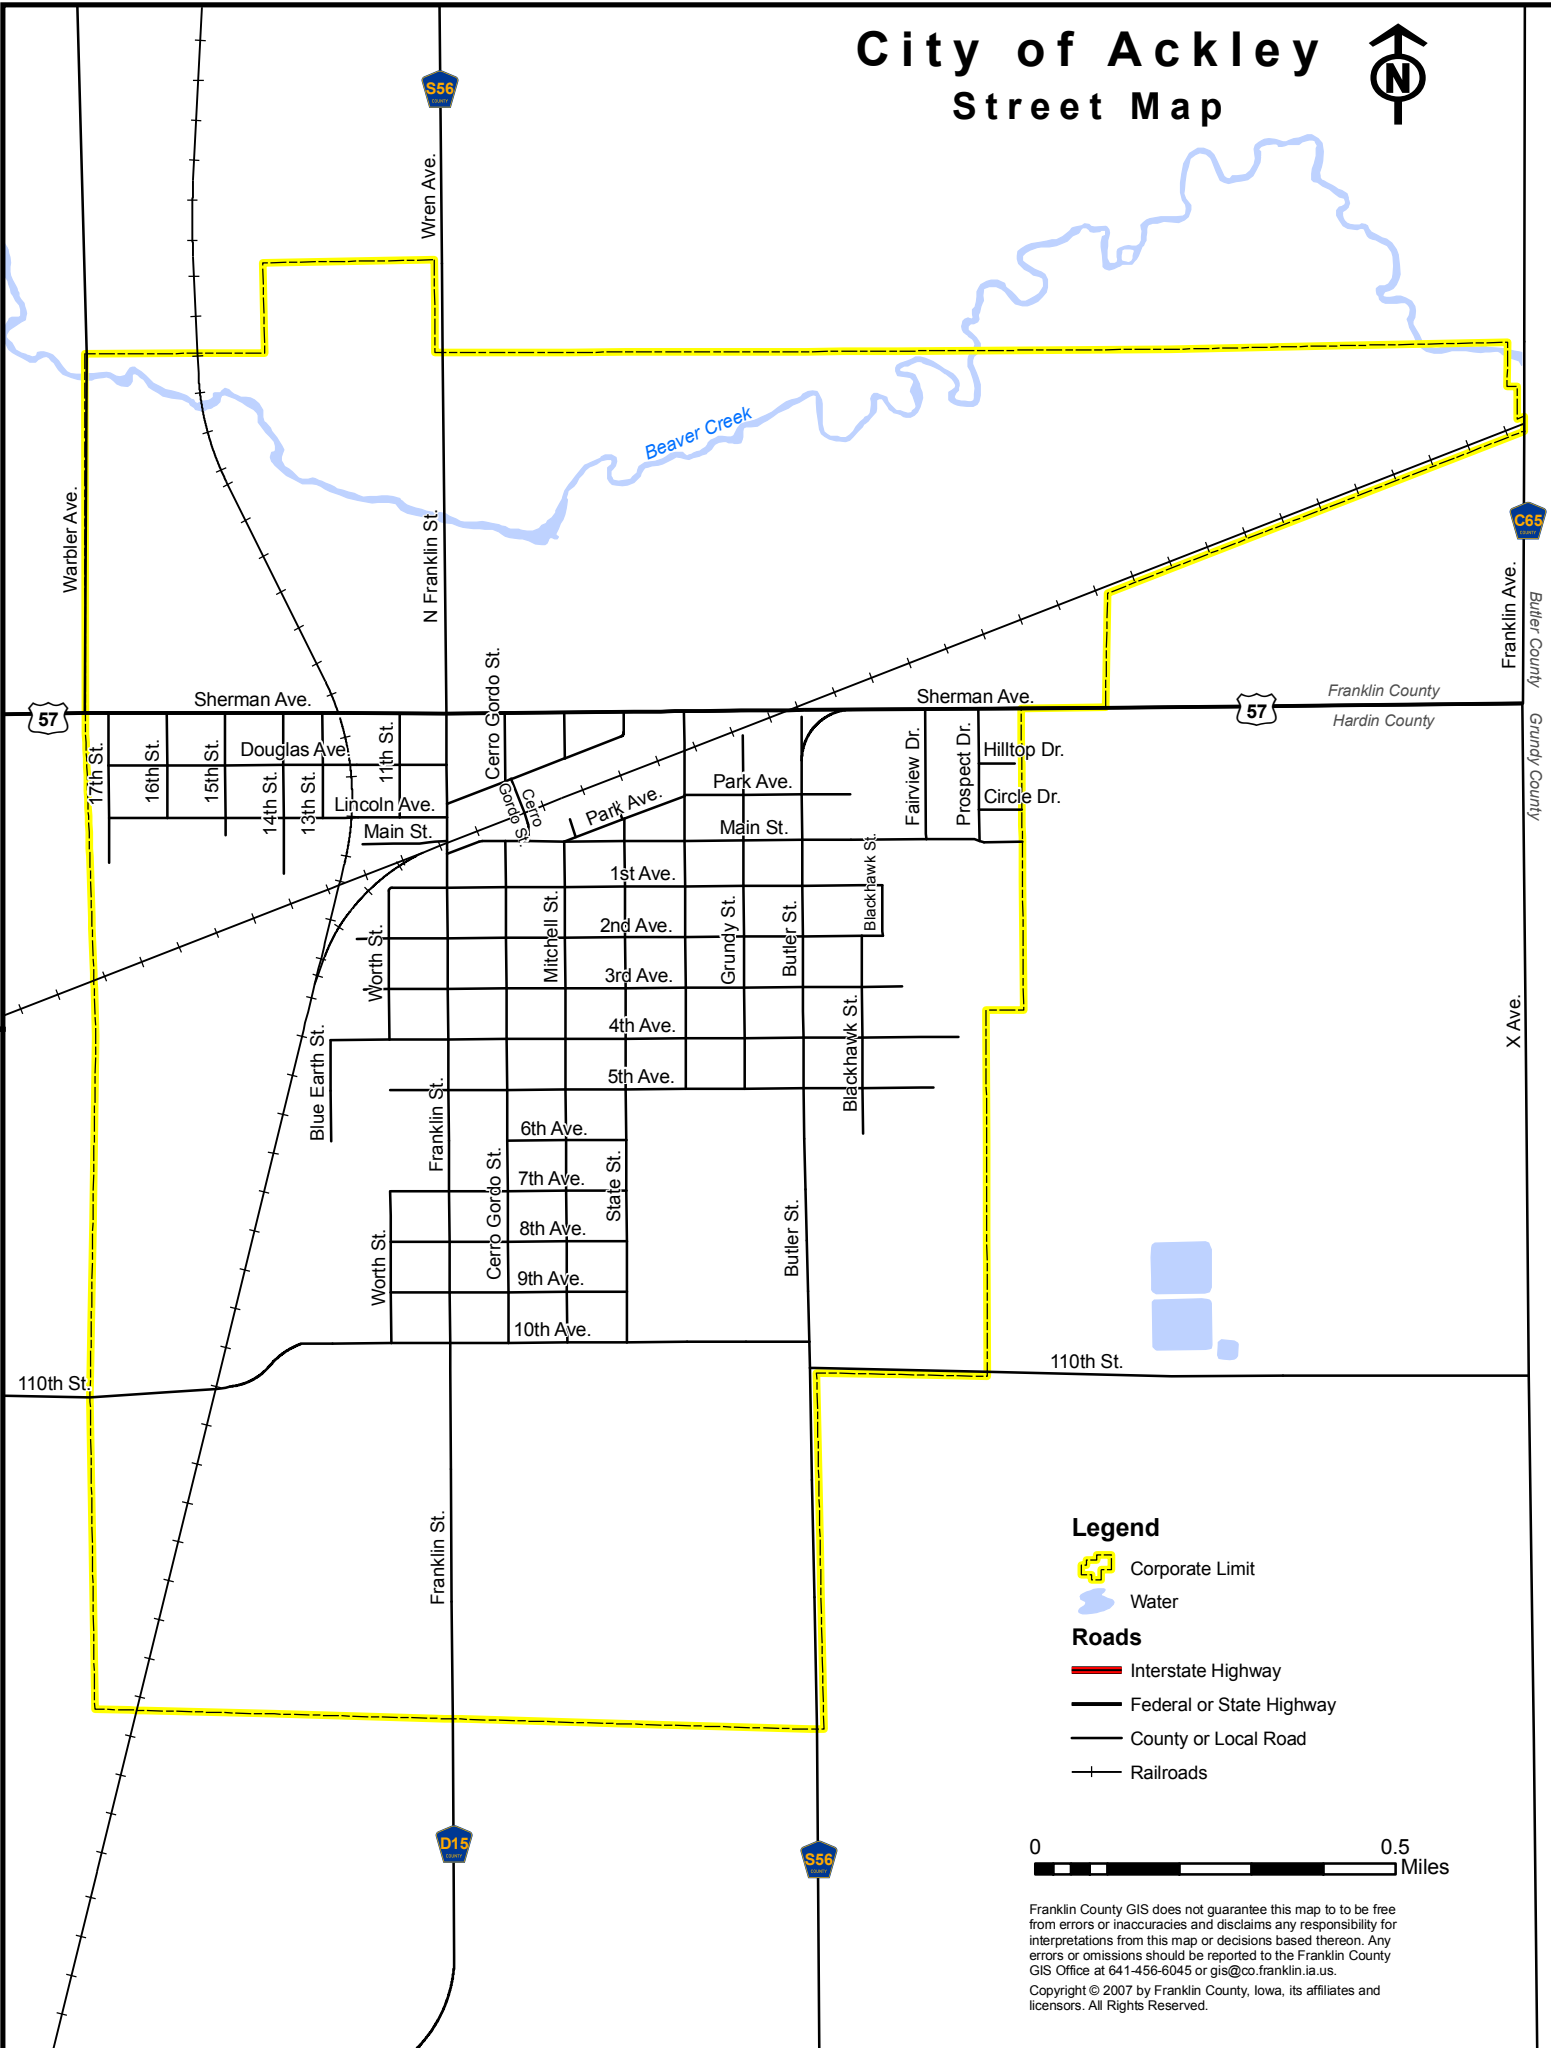 City of Ackley
Street Map
N
S56
COUNTY
Wren Ave.
Beaver Creek
Warbler Ave.
N Franklin St.
C65
COUNTY
Franklin Ave.
Butler County
Cerro Gordo St.
Sherman Ave.
Sherman Ave.
Franklin County
57
57
Hardin County
Grundy County
17th St.
16th St.
15th St.
Douglas Ave.
14th St.
13th St.
11th St.
Lincoln Ave.
Main St.
Cerro
Gordo St.
Park Ave.
Park Ave.
Main St.
Fairview Dr.
Prospect Dr.
Hilltop Dr.
Circle Dr.
Blackhawk St.
1st Ave.
2nd Ave.
3rd Ave.
4th Ave.
5th Ave.
Worth St.
Mitchell St.
Grundy St.
Butler St.
Blackhawk St.
X Ave.
Blue Earth St.
Franklin St.
6th Ave.
7th Ave.
8th Ave.
9th Ave.
10th Ave.
Worth St.
Cerro Gordo St.
State St.
Butler St.
110th St.
110th St.
Franklin St.
Legend
Corporate Limit
Water
Roads
Interstate Highway
Federal or State Highway
County or Local Road
Railroads
D15
COUNTY
S56
COUNTY
0 0.5
Miles
Franklin County GIS does not guarantee this map to to be free
from errors or inaccuracies and disclaims any responsibility for
interpretations from this map or decisions based thereon. Any
errors or omissions should be reported to the Franklin County
GIS Office at 641-456-6045 or gis@co.franklin.ia.us.
Copyright © 2007 by Franklin County, Iowa, its affiliates and
licensors. All Rights Reserved.